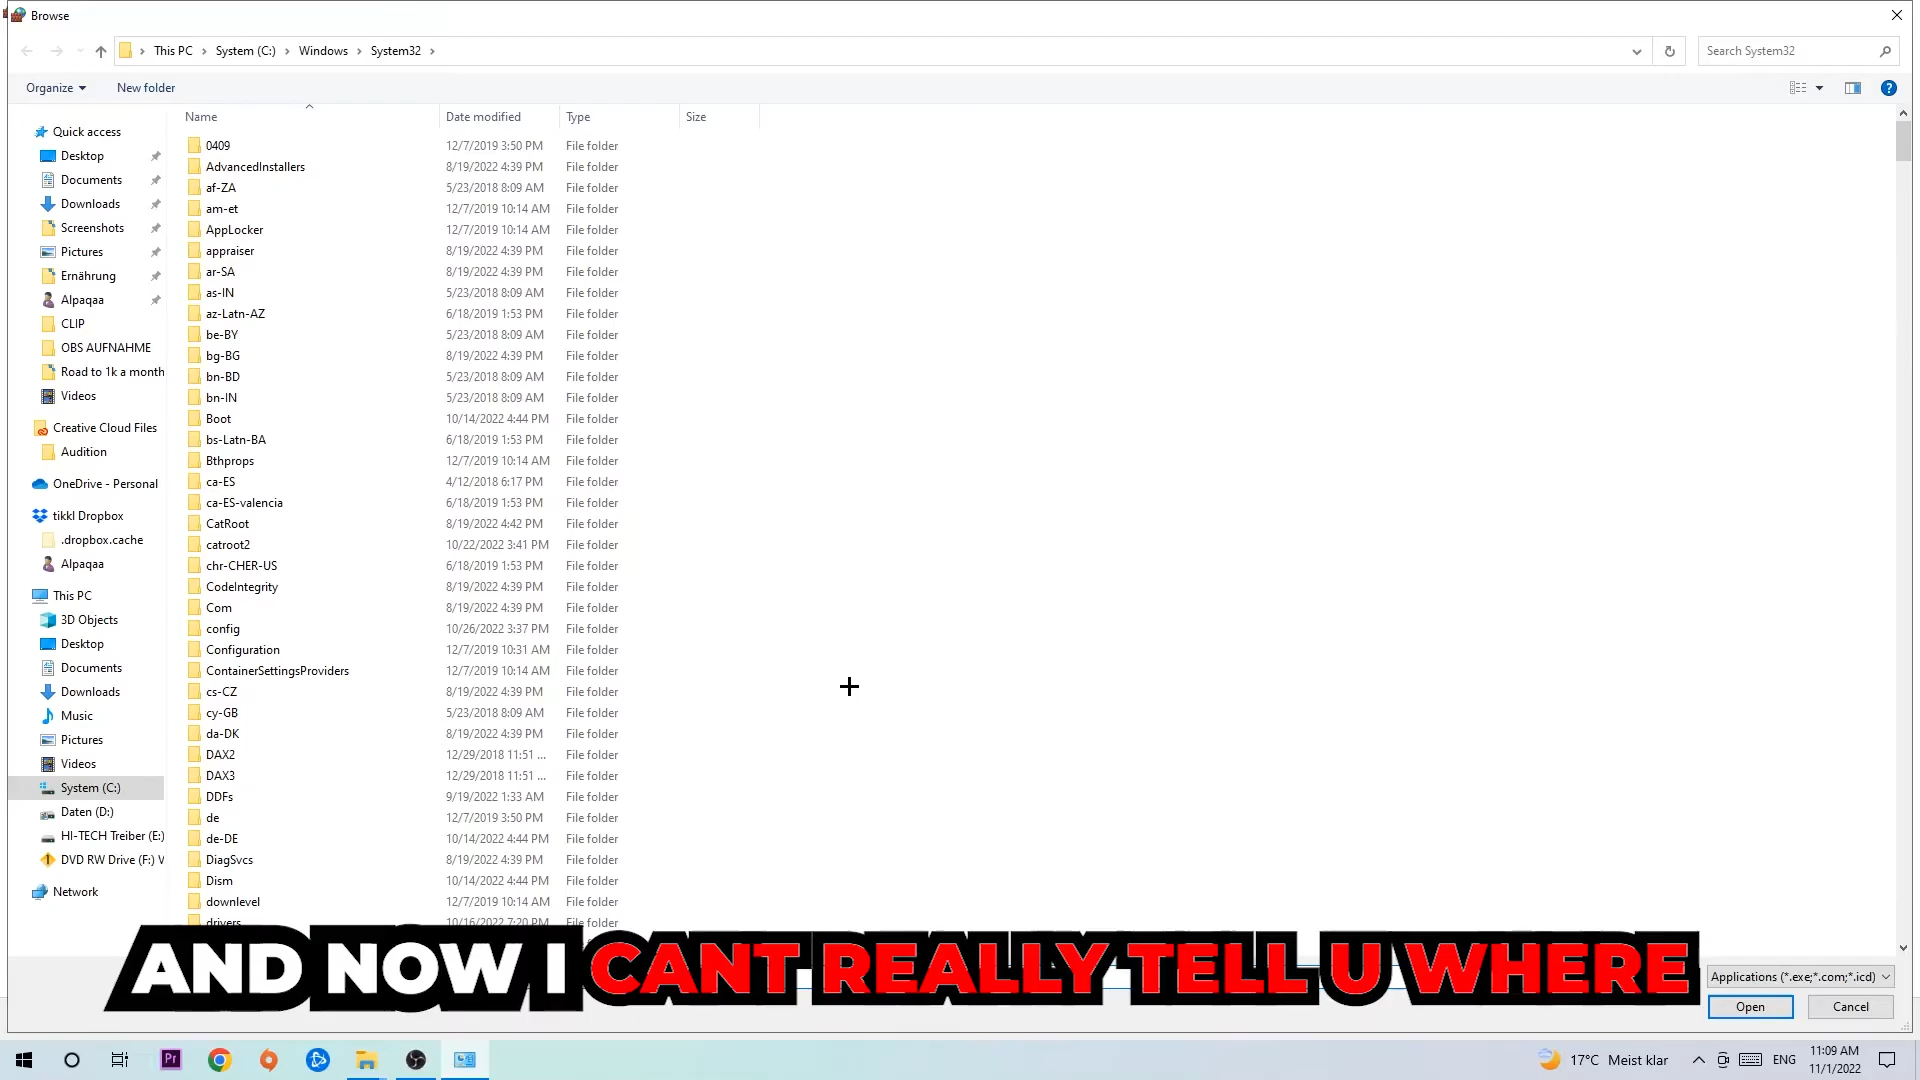 Browse
This PC > System (C:) > Windows > System32 >
Search System32
Organize
New folder
Name Date modified Type Size
Quick access
Desktop
Documents
Downloads
Screenshots
Pictures
Ernährung
Alpaqaa
CLIP
OBS AUFNAHME
Road to 1k a month
Videos
Creative Cloud Files
Audition
OneDrive - Personal
tikkl Dropbox
.dropbox.cache
Alpaqaa
This PC
3D Objects
Desktop
Documents
Downloads
Music
Pictures
Videos
System (C:)
Daten (D:)
HI-TECH Treiber (E:)
DVD RW Drive (F:) V
Network
0409 12/7/2019 3:50 PM File folder
AdvancedInstallers 8/19/2022 4:39 PM File folder
af-ZA 5/23/2018 8:09 AM File folder
am-et 12/7/2019 10:14 AM File folder
AppLocker 12/7/2019 10:14 AM File folder
appraiser 8/19/2022 4:39 PM File folder
ar-SA 8/19/2022 4:39 PM File folder
as-IN 5/23/2018 8:09 AM File folder
az-Latn-AZ 6/18/2019 1:53 PM File folder
be-BY 5/23/2018 8:09 AM File folder
bg-BG 8/19/2022 4:39 PM File folder
bn-BD 5/23/2018 8:09 AM File folder
bn-IN 5/23/2018 8:09 AM File folder
Boot 10/14/2022 4:44 PM File folder
bs-Latn-BA 6/18/2019 1:53 PM File folder
Bthprops 12/7/2019 10:14 AM File folder
ca-ES 4/12/2018 6:17 PM File folder
ca-ES-valencia 6/18/2019 1:53 PM File folder
CatRoot 8/19/2022 4:42 PM File folder
catroot2 10/22/2022 3:41 PM File folder
chr-CHER-US 6/18/2019 1:53 PM File folder
CodeIntegrity 8/19/2022 4:39 PM File folder
Com 8/19/2022 4:39 PM File folder
config 10/26/2022 3:37 PM File folder
Configuration 12/7/2019 10:31 AM File folder
ContainerSettingsProviders 12/7/2019 10:14 AM File folder
cs-CZ 8/19/2022 4:39 PM File folder
cy-GB 5/23/2018 8:09 AM File folder
da-DK 8/19/2022 4:39 PM File folder
DAX2 12/29/2018 11:51 ... File folder
DAX3 12/29/2018 11:51 ... File folder
DDFs 9/19/2022 1:33 AM File folder
de 12/7/2019 3:50 PM File folder
de-DE 10/14/2022 4:44 PM File folder
DiagSvcs 8/19/2022 4:39 PM File folder
Dism 10/14/2022 4:44 PM File folder
downlevel 12/7/2019 10:14 AM File folder
drivers 10/16/2022 7:20 PM File folder
AND NOW I CANT REALLY TELL U WHERE
Applications (*.exe;*.com;*.icd)
Open
Cancel
Pr
17°C Meist klar
ENG
11:09 AM
11/1/2022